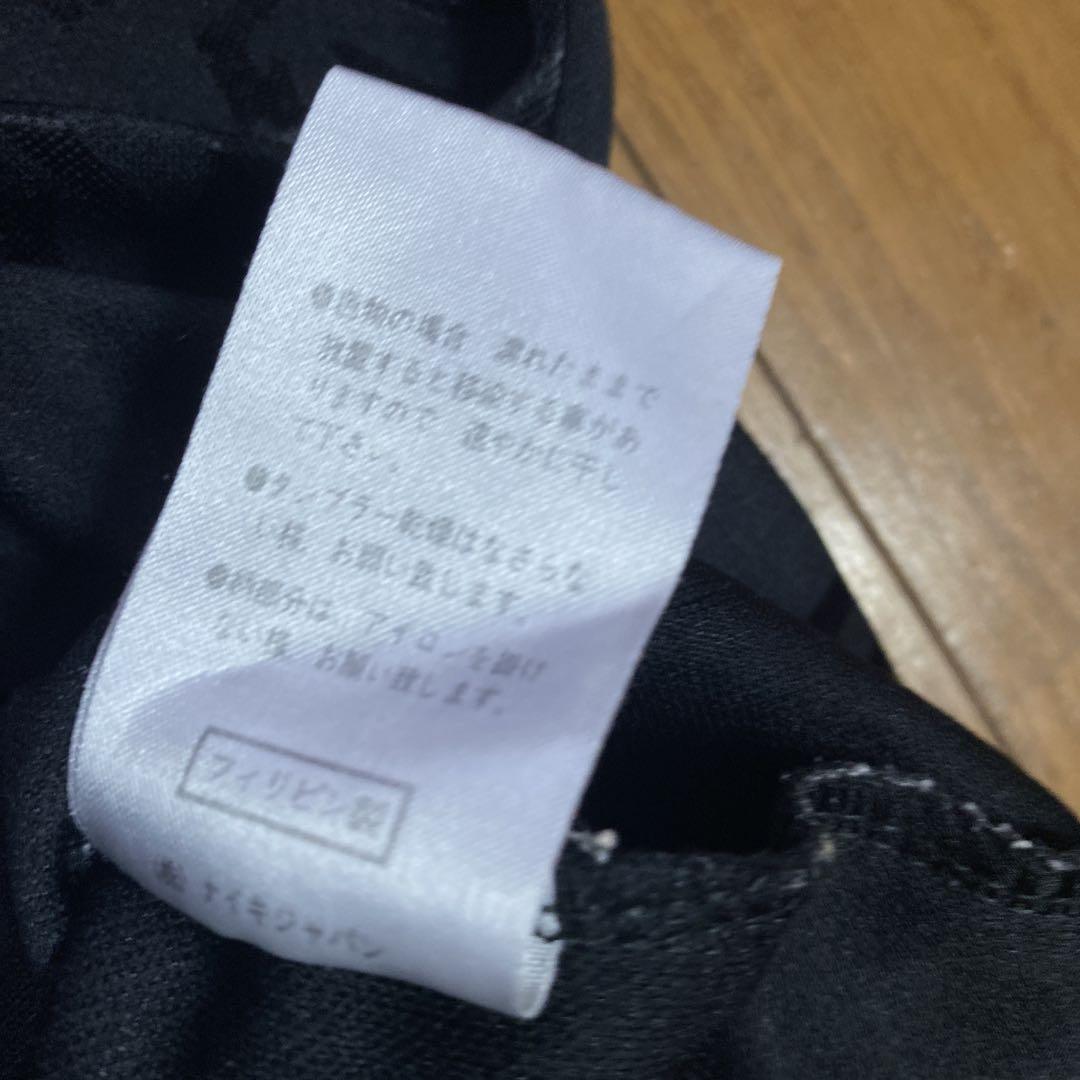 ●色物の場合 濡れたままで
放置すると移染する事があ
りますので 速やかに干し
て下さい。
●タンブラー乾燥はなさらな
い様 お願い致します。
部分は アイロンを掛け
ない様 お願い致します。
フィリピン製
ナイキジャパン